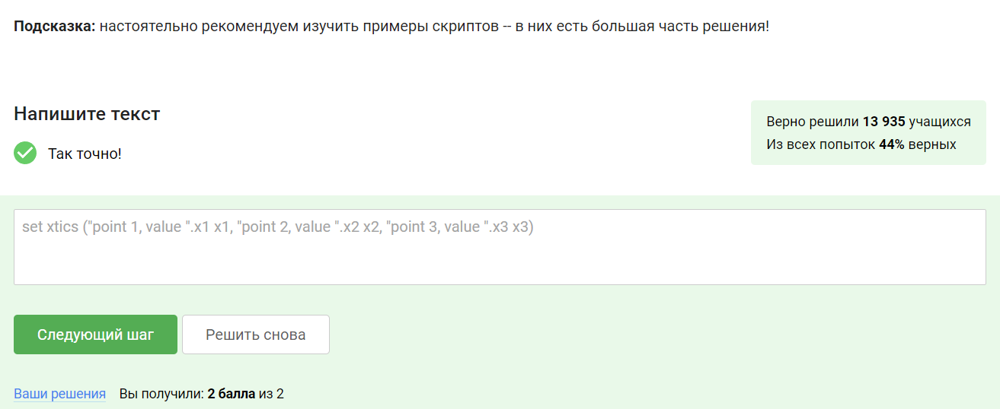 Подсказка: настоятельно рекомендуем изучить примеры скриптов -- в них есть большая часть решения!
Напишите текст
Верно решили 13 935 учащихся
Из всех попыток 44% верных
Так точно!
set xtics ("point 1, value ".x1 x1, "point 2, value ".x2 x2, "point 3, value ".x3 x3)
Следующий шаг
Решить снова
Ваши решения Вы получили: 2 балла из 2